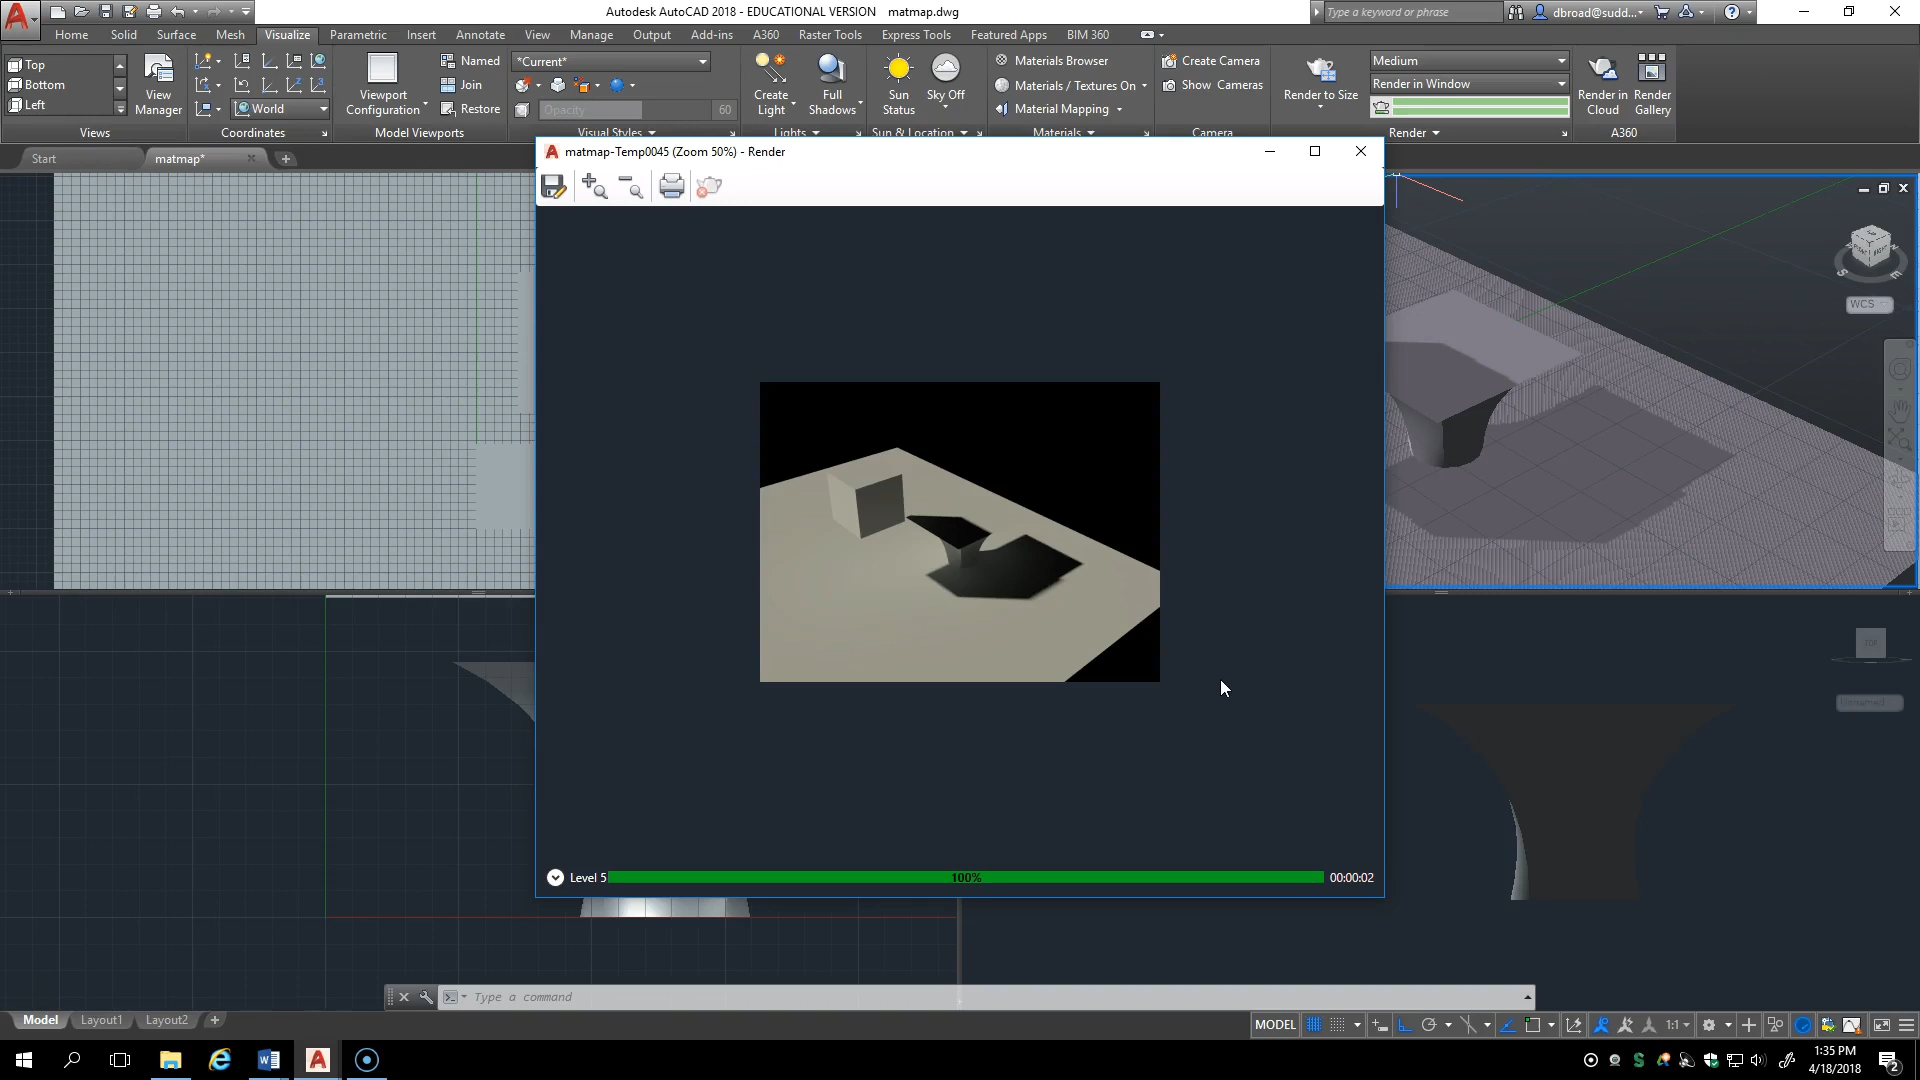 Autodesk AutoCAD 2018 - EDUCATIONAL VERSION matmap.dwg
Type a keyword or phrase
dbroad@sudd...
Home Solid Surface Mesh Visualize Parametric Insert Annotate View Manage Output Add-ins A360 Raster Tools Express Tools Featured Apps BIM 360
Top
Bottom
Left
View
Manager
Views
World
Coordinates
Viewport
Configuration
Named
Join
Restore
Model Viewports
*Current*
Opacity 60
Visual Styles
Create
Light
Full
Shadows
Lights
Sun
Status
Sky Off
Sun & Location
Materials Browser
Materials / Textures On
Material Mapping
Materials
Create Camera
Show Cameras
Camera
Render to Size
Medium
Render in Window
Render
Render in
Cloud
Render
Gallery
A360
Start
matmap*
matmap-Temp0045 (Zoom 50%) - Render
WCS
TOP
Unnamed
Level 5 100% 00:00:02
Type a command
Model Layout1 Layout2
MODEL
1:1
1:35 PM
4/18/2018
2